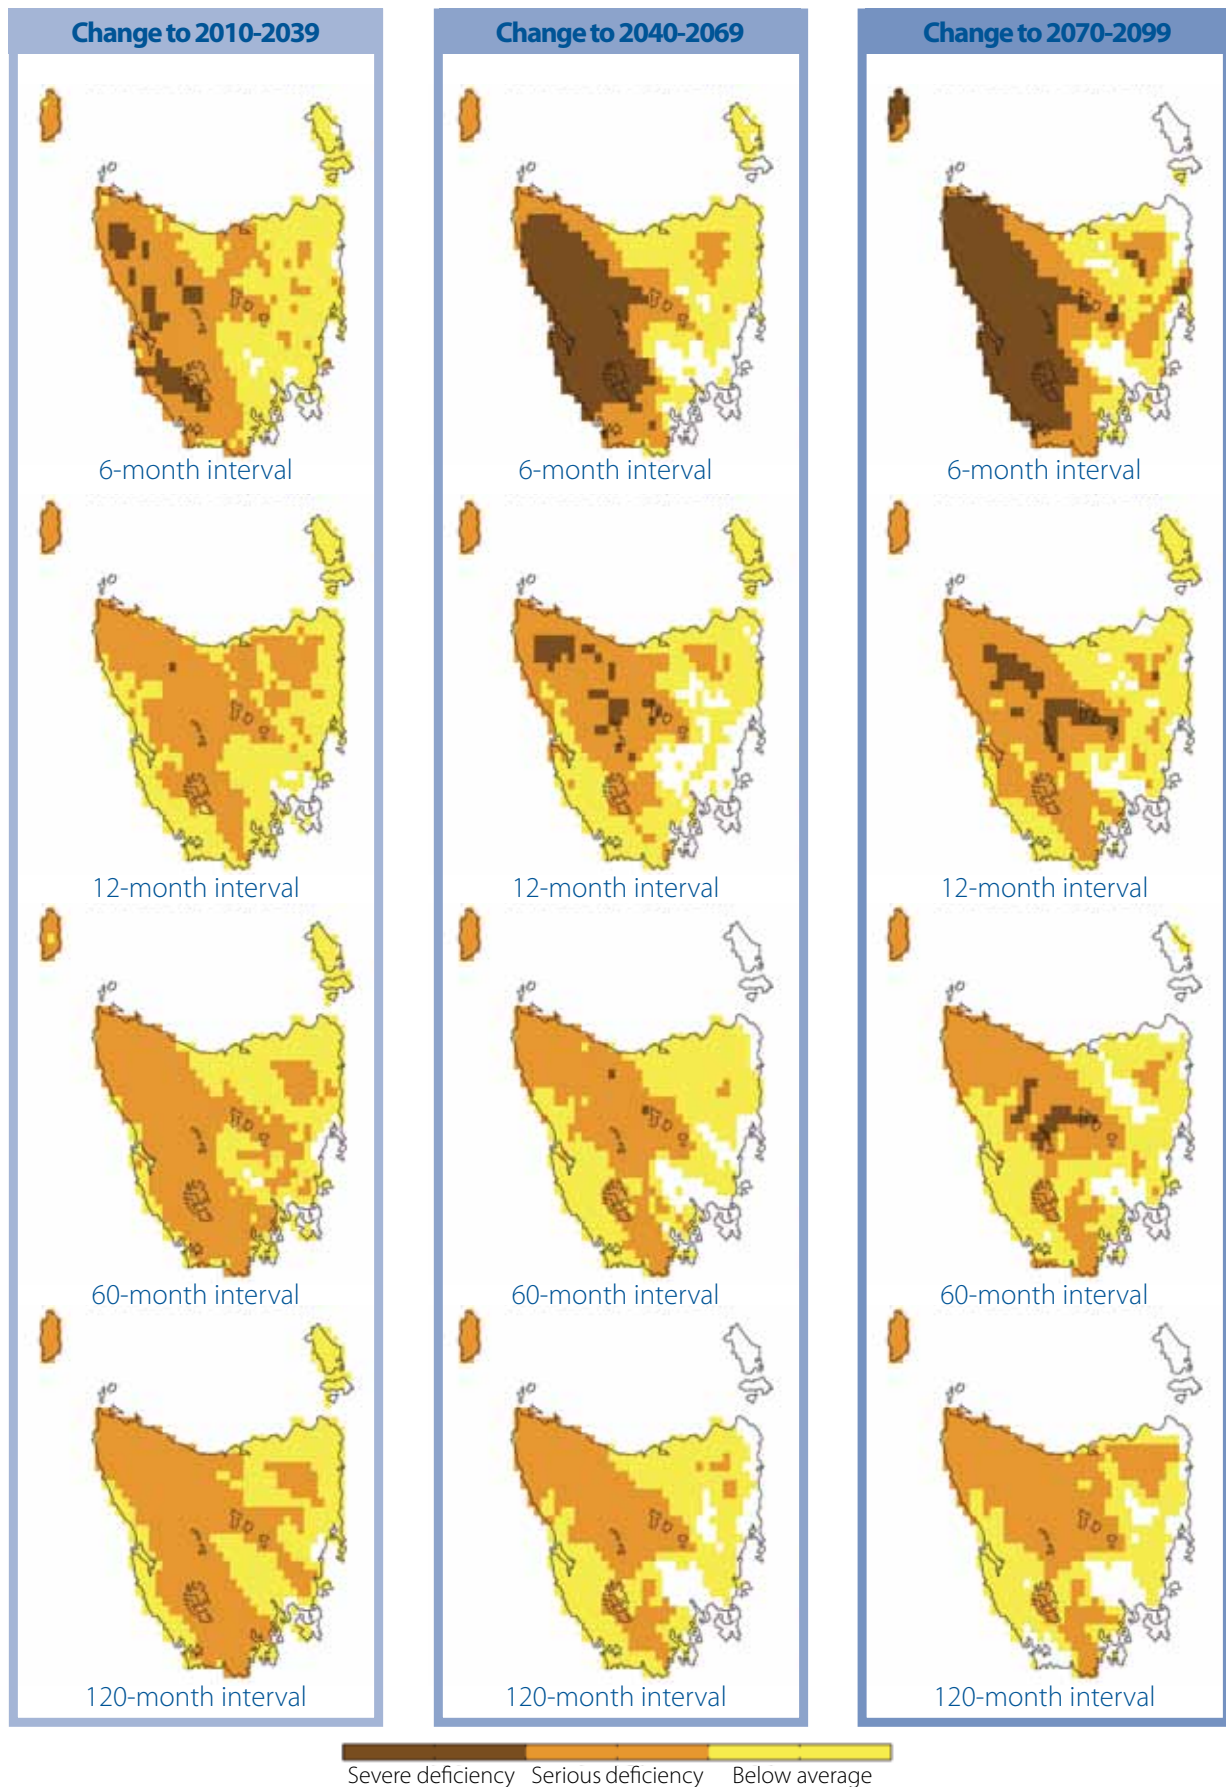 Change to 2010-2039
Change to 2040-2069
Change to 2070-2099
6-month interval
6-month interval
6-month interval
12-month interval
12-month interval
12-month interval
60-month interval
60-month interval
60-month interval
120-month interval
120-month interval
120-month interval
Severe deficiency
Serious deficiency
Below average